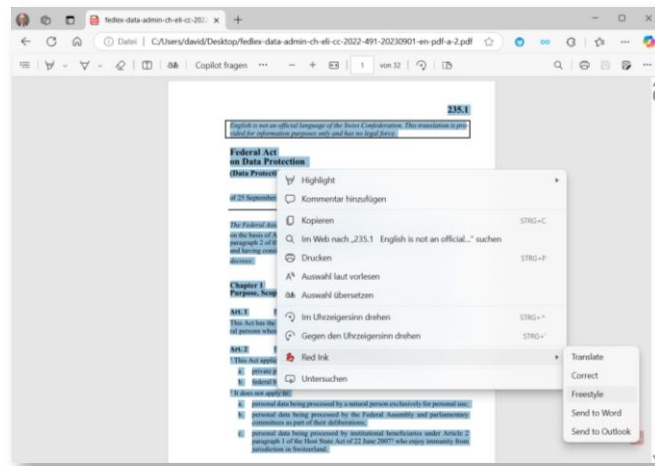 fedlex-data-admin-ch-eli-cc-202
Datei C:/Users/david/Desktop/fedlex-data-admin-ch-eli-cc-2022-491-20230901-en-pdf-a-2.pdf
Copilot fragen 1 von 32
235.1
English is not an official language of the Swiss Confederation. This translation is pro-
vided for information purposes only and has no legal force.
Federal Act
on Data Protection
(Data Protecti
of 25 September
The Federal Ass
on the basis of A
paragraph 2 of th
and having consi
decrees:
Chapter 1
Purpose, Scop
Art. 1
This Act has the
ral persons whos
Art. 2
1 This Act applie
a. private p
b. federal b
2 It does not apply to:
a. personal data being processed by a natural person exclusively for personal use;
b. personal data being processed by the Federal Assembly and parliamentary
committees as part of their deliberations;
c. personal data being processed by institutional beneficiaries under Article 2
paragraph 1 of the Host State Act of 22 June 2007 who enjoy immunity from
jurisdiction in Switzerland.
Highlight
Kommentar hinzufügen
Kopieren STRG+C
Im Web nach „235.1 English is not an official...“ suchen
Drucken STRG+P
Auswahl laut vorlesen
Auswahl übersetzen
Im Uhrzeigersinn drehen
Gegen den Uhrzeigersinn drehen
Red Ink
Untersuchen
Translate
Correct
Freestyle
Send to Word
Send to Outlook